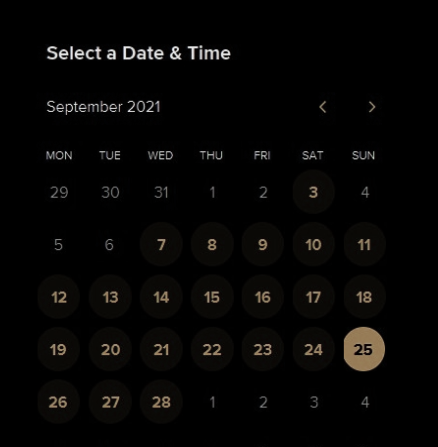 Select a Date & Time
September 2021
MON TUE WED THU FRI SAT SUN
29 30 31 1 2 3 4
5 6 7 8 9 10 11
12 13 14 15 16 17 18
19 20 21 22 23 24 25
26 27 28 1 2 3 4